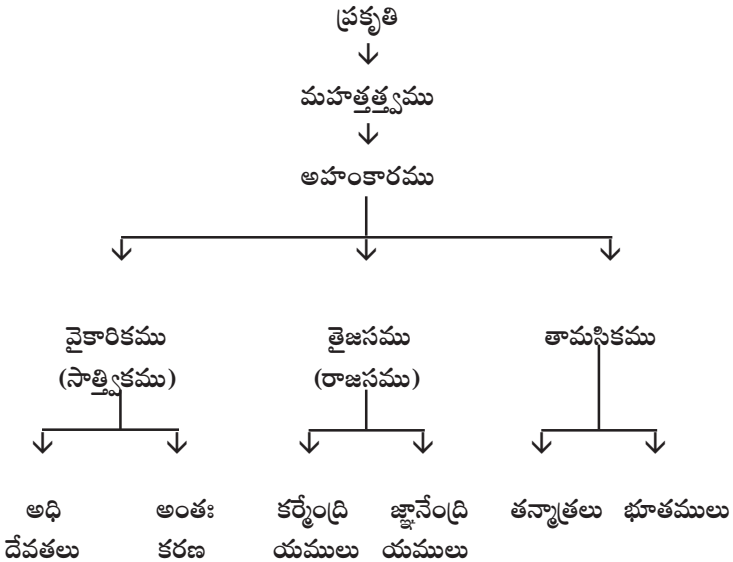 ప్రకృతి
మహత్తత్త్వము
అహంకారము
వైకారికము తైజసము తామసికము
(సాత్త్వికము) (రాజసము)
అధి అంతః కర్మేంద్రి జ్ఞానేంద్రి తన్మాత్రలు భూతములు
దేవతలు కరణ యములు యములు